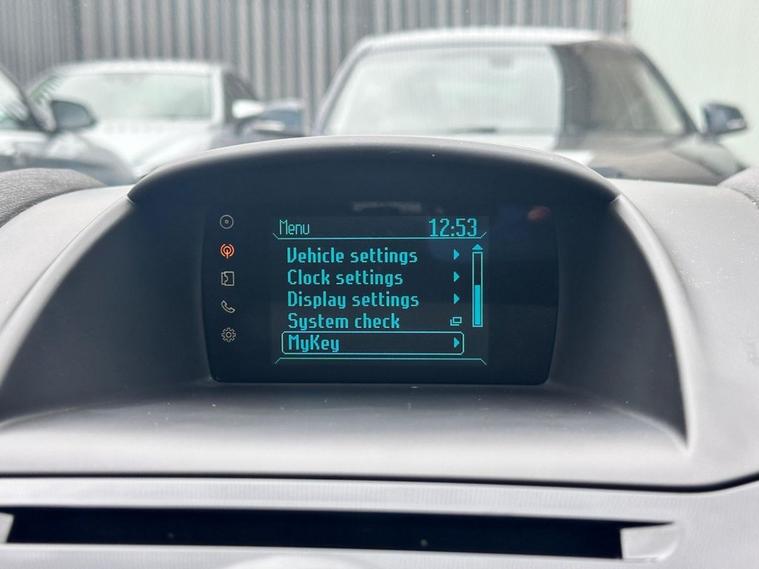 Menu 12:53
Vehicle settings
Clock settings
Display settings
System check
MyKey